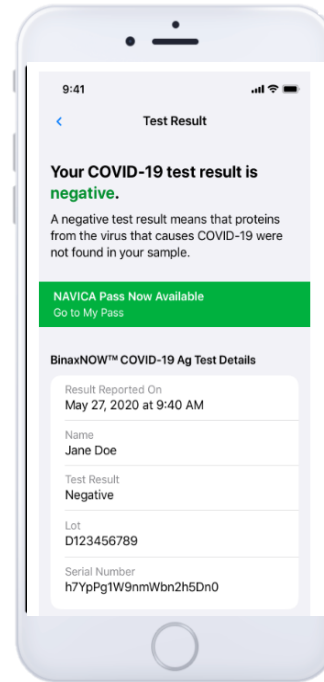 9:41
Test Result
Your COVID-19 test result is
negative.
A negative test result means that proteins
from the virus that causes COVID-19 were
not found in your sample.
NAVICA Pass Now Available
Go to My Pass
BinaxNOW™ COVID-19 Ag Test Details
Result Reported On
May 27, 2020 at 9:40 AM
Name
Jane Doe
Test Result
Negative
Lot
D123456789
Serial Number
h7YpPg1W9nmWbn2h5Dn0